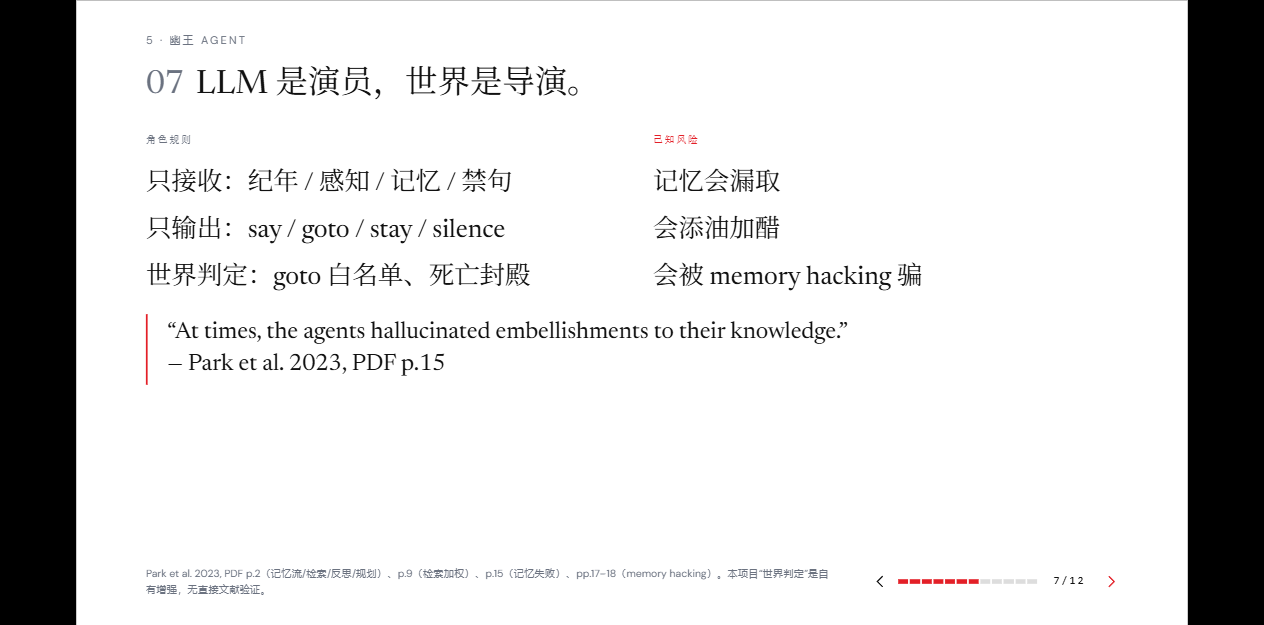 5 · 幽王 AGENT
07 LLM 是演员，世界是导演。
角色规则
只接收：纪年 / 感知 / 记忆 / 禁句
只输出：say / goto / stay / silence
世界判定：goto 白名单、死亡封殿
已知风险
记忆会漏取
会添油加醋
会被 memory hacking 骗
“At times, the agents hallucinated embellishments to their knowledge.”
— Park et al. 2023, PDF p.15
Park et al. 2023, PDF p.2（记忆流/检索/反思/规划）、p.9（检索加权）、p.15（记忆失败）、pp.17–18（memory hacking）。本项目“世界判定”是自
有增强，无直接文献验证。
7/12